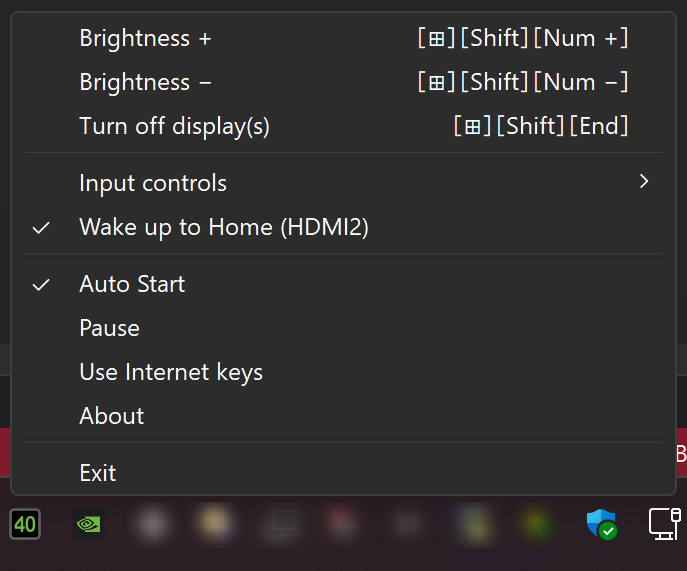 Brightness + [⊞][Shift][Num +]
Brightness − [⊞][Shift][Num −]
Turn off display(s) [⊞][Shift][End]
Input controls
Wake up to Home (HDMI2)
Auto Start
Pause
Use Internet keys
About
B
Exit
40